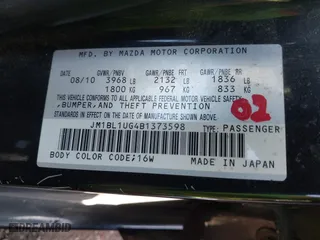 MFD. BY MAZDA MOTOR CORPORATION
GVWR/PNBV GAWR/PNBE FRT GAWR/PNBE RR
08/10 3968 LB 2132 LB 1836 LB
1800 KG 967 KG 833 KG
THIS VEHICLE CONFORMS TO ALL APPLICABLE FEDERAL MOTOR VEHICLE SAFETY,
BUMPER, AND THEFT PREVENTION
STANDARDS IN EFFECT ON THE DATE OF MANUFACTURE SHOWN ABOVE.
02
JM1BL1UG4B1373598 PASSENGER
BODY COLOR CODE:16W MADE IN JAPAN